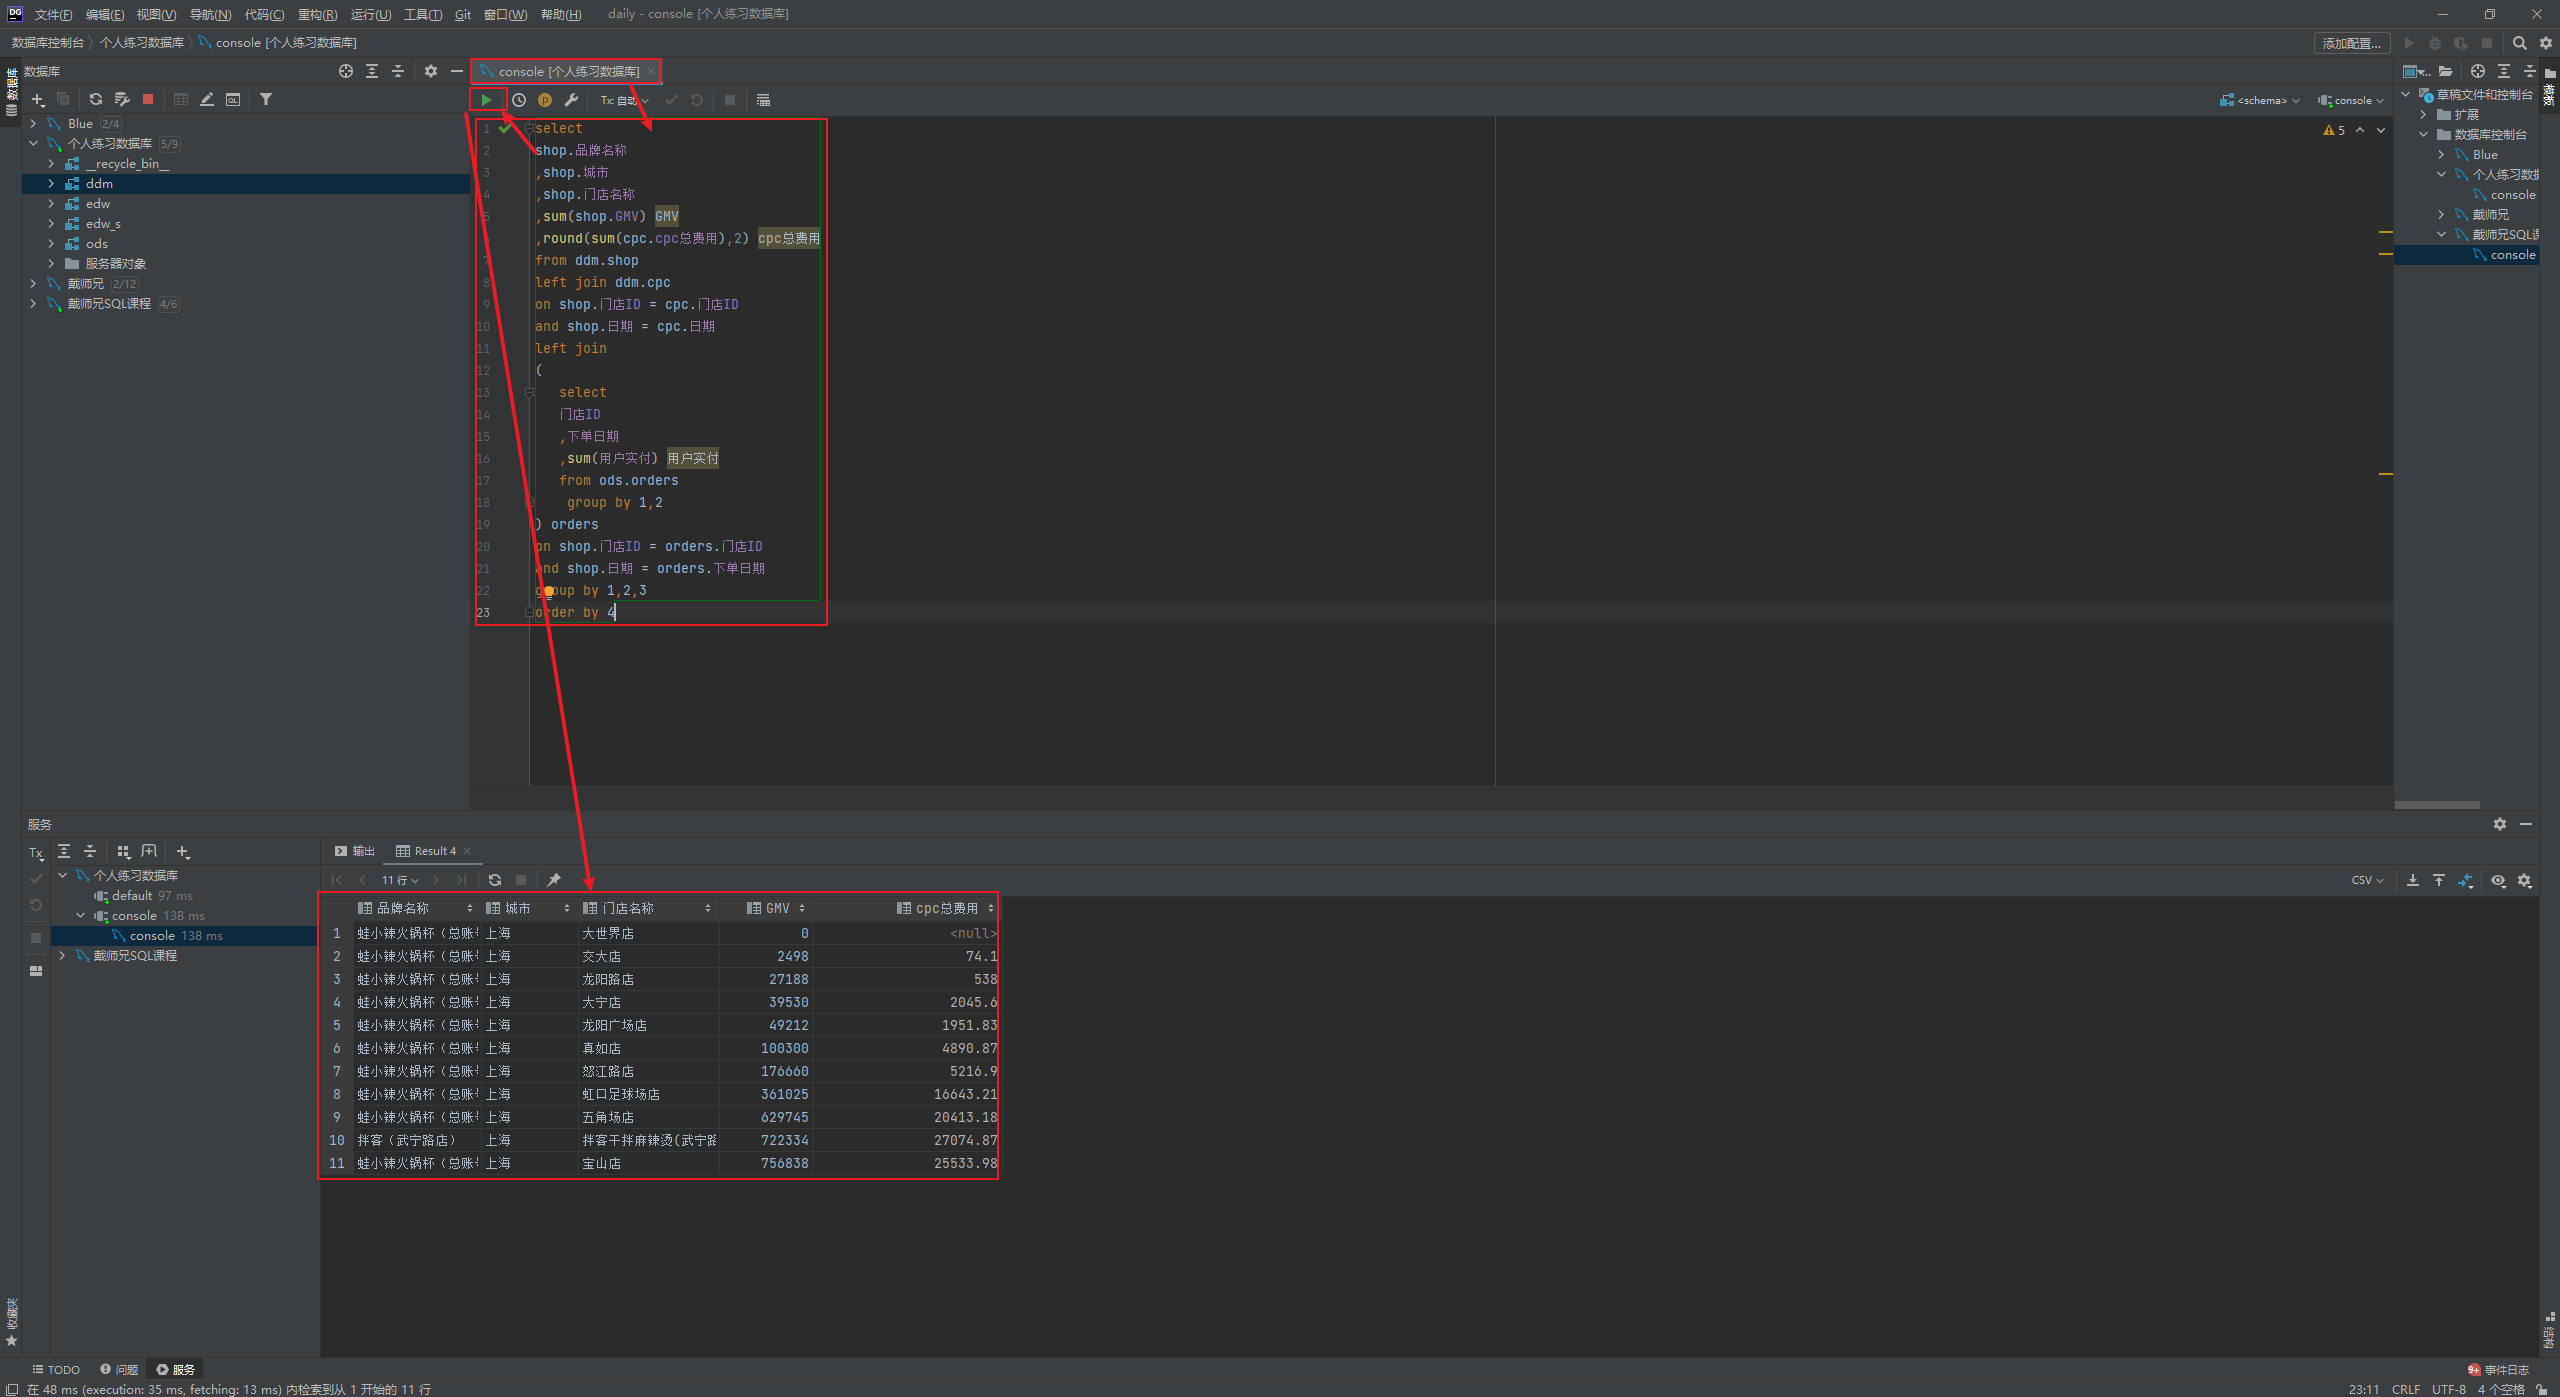 DG 文件(F) 编辑(E) 视图(V) 导航(N) 代码(C) 重构(R) 运行(U) 工具(T) Git 窗口(W) 帮助(H) daily - console [个人练习数据库]
数据库控制台 个人练习数据库 console [个人练习数据库] 添加配置...
数据库
数据库
Blue 2/4
个人练习数据库 5/9
__recycle_bin__
ddm
edw
edw_s
ods
服务器对象
戴师兄 2/12
戴师兄SQL课程 4/6
收藏夹
console [个人练习数据库]
Tx: 自动 <schema> console
5
1 select
2 shop.品牌名称
3 ,shop.城市
4 ,shop.门店名称
5 ,sum(shop.GMV) GMV
,round(sum(cpc.cpc总费用),2) cpc总费用
7 from ddm.shop
8 left join ddm.cpc
9 on shop.门店ID = cpc.门店ID
10 and shop.日期 = cpc.日期
11 left join
12 (
13 select
14 门店ID
15 ,下单日期
16 ,sum(用户实付) 用户实付
17 from ods.orders
18 group by 1,2
19 ) orders
20 on shop.门店ID = orders.门店ID
21 and shop.日期 = orders.下单日期
22 group by 1,2,3
23 order by 4
草稿文件和控制台
扩展
数据库控制台
Blue
个人练习数据
console
戴师兄
戴师兄SQL课
console
结构
服务
Tx
个人练习数据库
default 97 ms
console 138 ms
console 138 ms
戴师兄SQL课程
输出 Result 4
11 行 CSV
品牌名称 城市 门店名称 GMV cpc总费用
1 蛙小辣火锅杯（总账号 上海 大世界店 0 <null>
2 蛙小辣火锅杯（总账号 上海 交大店 2498 74.1
3 蛙小辣火锅杯（总账号 上海 龙阳路店 27188 538
4 蛙小辣火锅杯（总账号 上海 大宁店 39530 2045.6
5 蛙小辣火锅杯（总账号 上海 龙阳广场店 49212 1951.83
6 蛙小辣火锅杯（总账号 上海 真如店 100300 4890.87
7 蛙小辣火锅杯（总账号 上海 怒江路店 176660 5216.9
8 蛙小辣火锅杯（总账号 上海 虹口足球场店 361025 16643.21
9 蛙小辣火锅杯（总账号 上海 五角场店 629745 20413.18
10 拌客（武宁路店） 上海 拌客干拌麻辣烫(武宁路 722334 27074.87
11 蛙小辣火锅杯（总账号 上海 宝山店 756838 25533.98
TODO 问题 服务 9+ 事件日志
在 48 ms (execution: 35 ms, fetching: 13 ms) 内检索到从 1 开始的 11 行 23:11 CRLF UTF-8 4 个空格